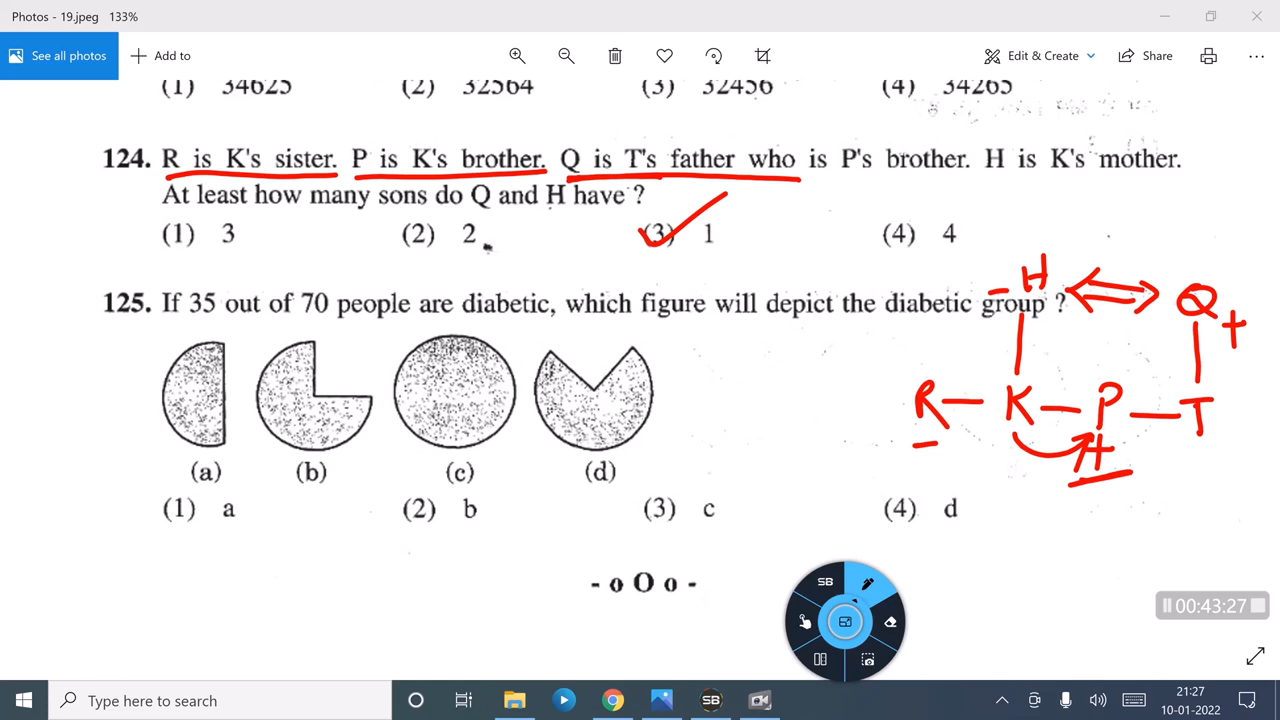 Photos - 19.jpeg 133%
See all photos
Add to
Edit & Create
Share
(1) 34625 (2) 32564 (3) 32456 (4) 34265
124. R is K's sister. P is K's brother. Q is T's father who is P's brother. H is K's mother.
At least how many sons do Q and H have ?
(1) 3 (2) 2 (3) 1 (4) 4
125. If 35 out of 70 people are diabetic, which figure will depict the diabetic group ?
(a) (b) (c) (d)
(1) a (2) b (3) c (4) d
- o O o -
- H Q +
R - K - P - T
+
SB
00:43:27
Type here to search
SB
21:27
10-01-2022